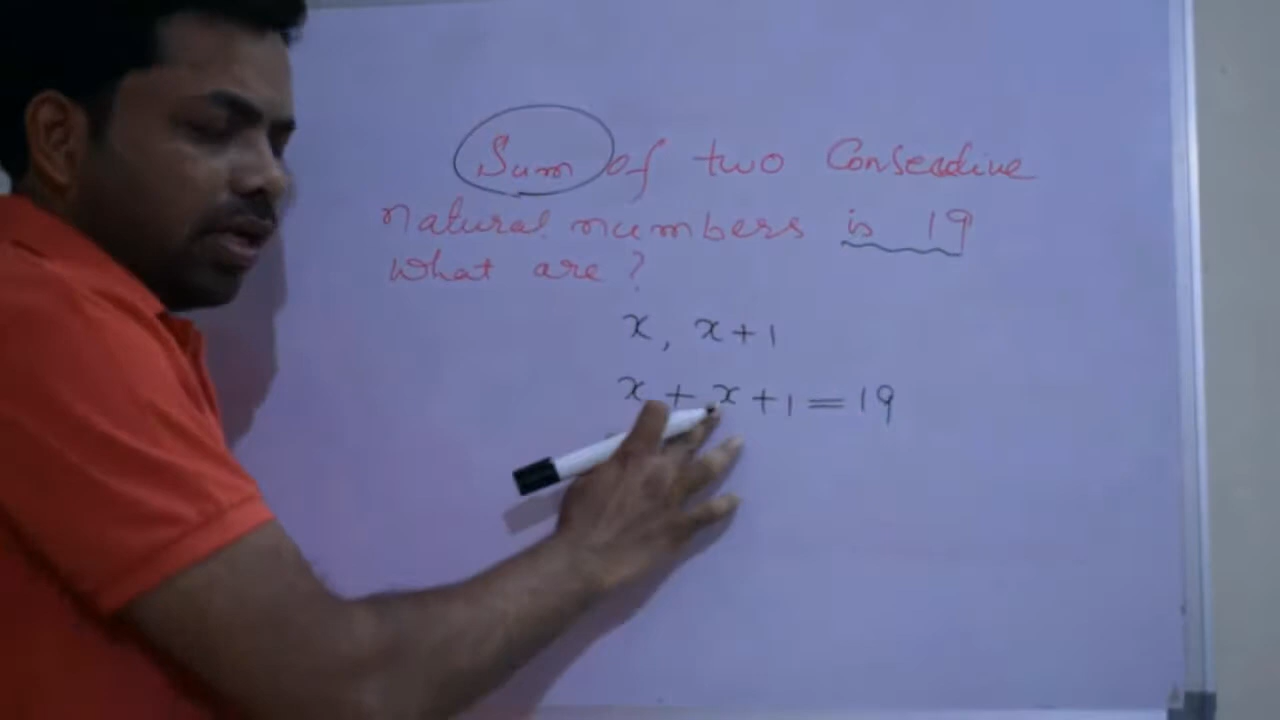 Sum of two Consecutive
natural numbers is 19
What are ?
x, x+1
x + x+1=19